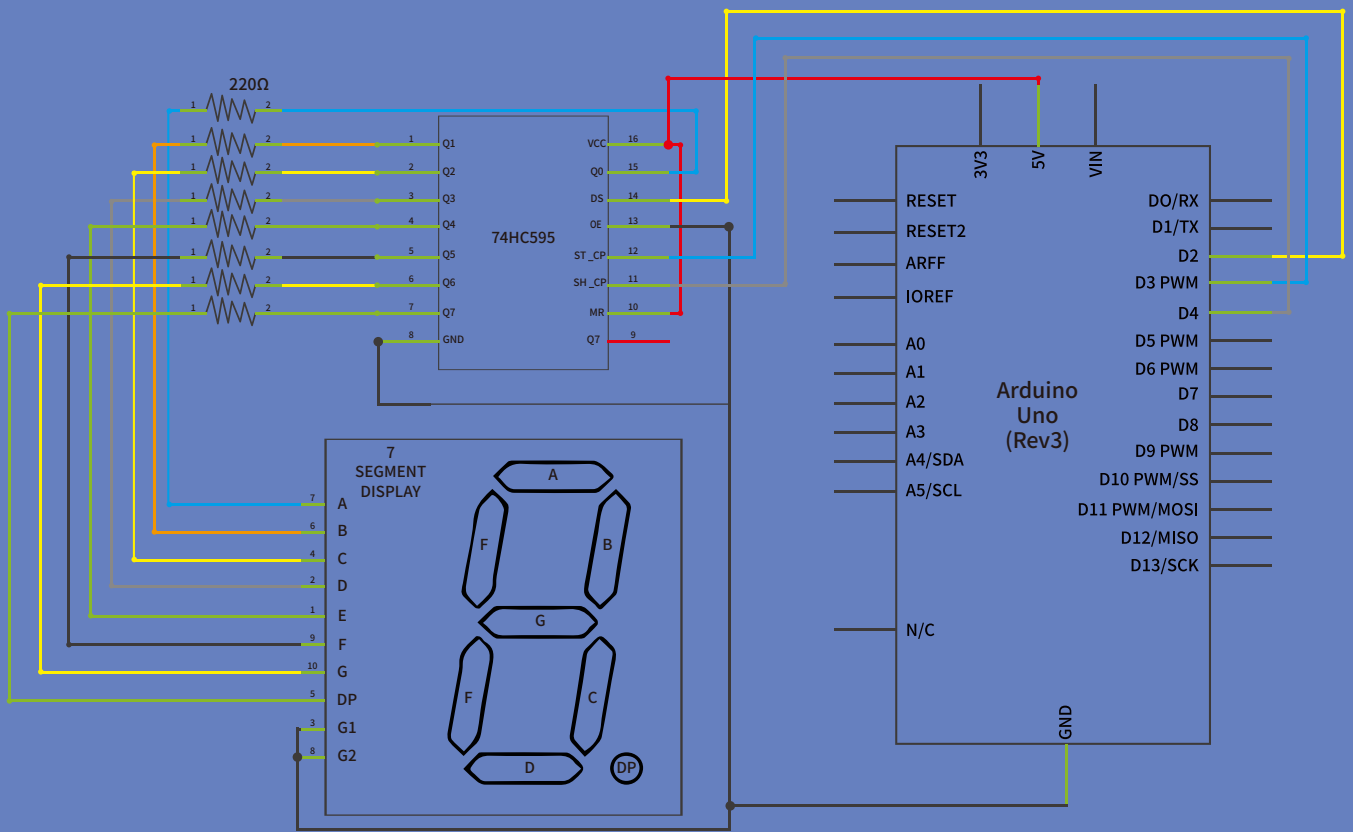 220Ω
1 2
1 2
1 2
1 2
1 2
1 2
1 2
1 2
1 Q1
2 Q2
3 Q3
4 Q4
5 Q5
6 Q6
7 Q7
8 GND
74HC595
VCC 16
Q0 15
DS 14
OE 13
ST_CP 12
SH_CP 11
MR 10
Q7 9
3V3
5V
VIN
RESET
RESET2
ARFF
IOREF
A0
A1
A2
A3
A4/SDA
A5/SCL
N/C
Arduino
Uno
(Rev3)
DO/RX
D1/TX
D2
D3 PWM
D4
D5 PWM
D6 PWM
D7
D8
D9 PWM
D10 PWM/SS
D11 PWM/MOSI
D12/MISO
D13/SCK
GND
7
SEGMENT
DISPLAY
7 A
6 B
4 C
2 D
1 E
9 F
10 G
5 DP
3 G1
8 G2
A
F B
G
F C
D DP